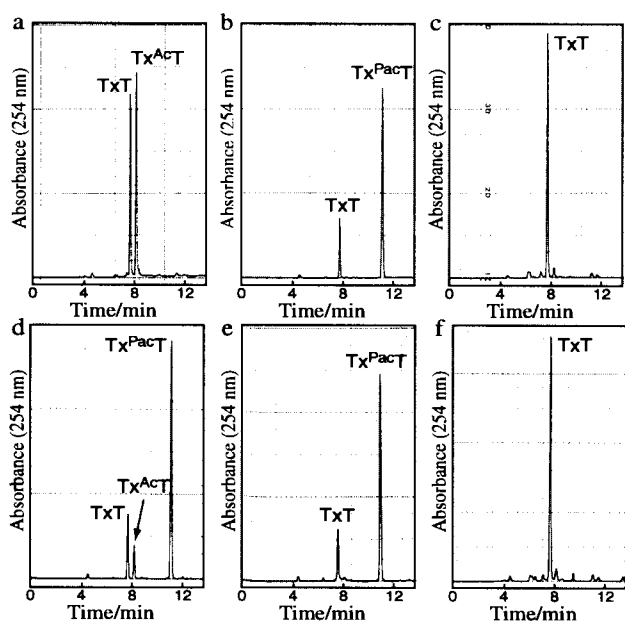 a
Absorbance (254 nm)
TxT
Tx^AcT
0 4 8 12
Time/min
b
Absorbance (254 nm)
TxT
Tx^PacT
0 4 8 12
Time/min
c
Absorbance (254 nm)
TxT
20
0 4 8 12
Time/min
d
Absorbance (254 nm)
Tx^PacT
Tx^AcT
TxT
0 4 8 12
Time/min
e
Absorbance (254 nm)
Tx^PacT
TxT
0 4 8 12
Time/min
f
Absorbance (254 nm)
TxT
0 4 8 12
Time/min